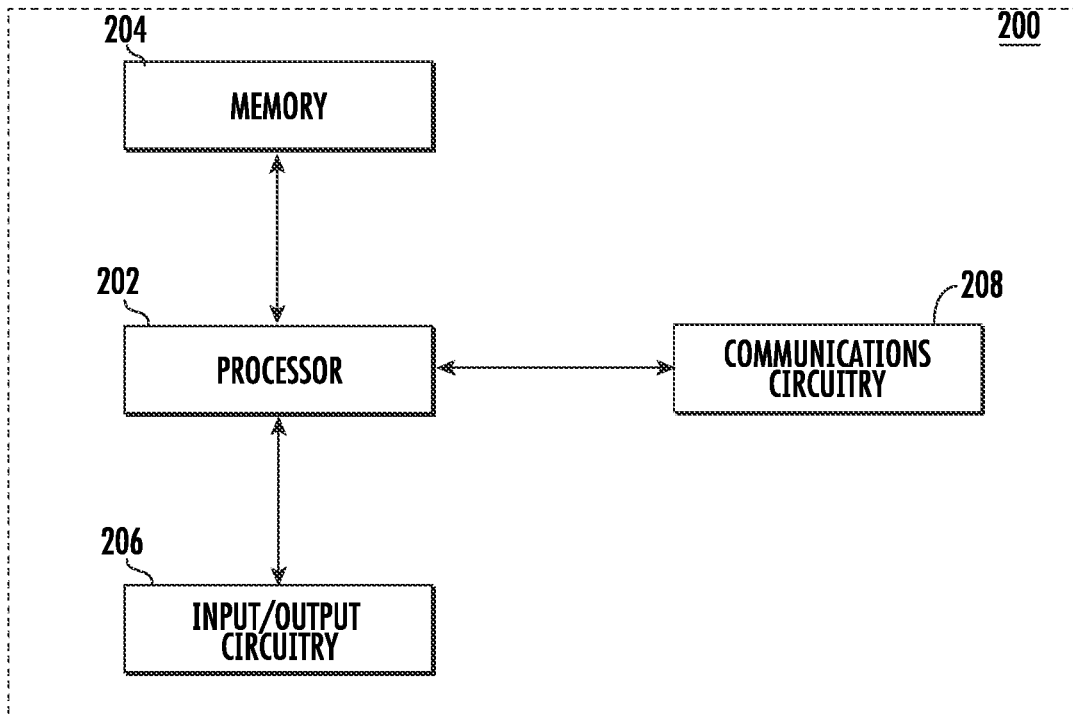 200
204
MEMORY
202
PROCESSOR
208
COMMUNICATIONS
CIRCUITRY
206
INPUT/OUTPUT
CIRCUITRY